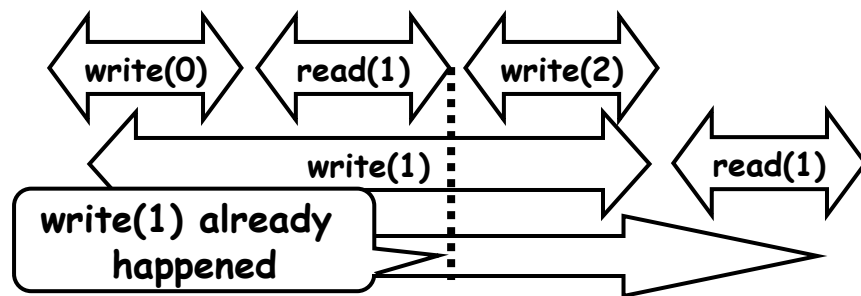 write(0) read(1) write(2)
write(1) read(1)
write(1) already
happened